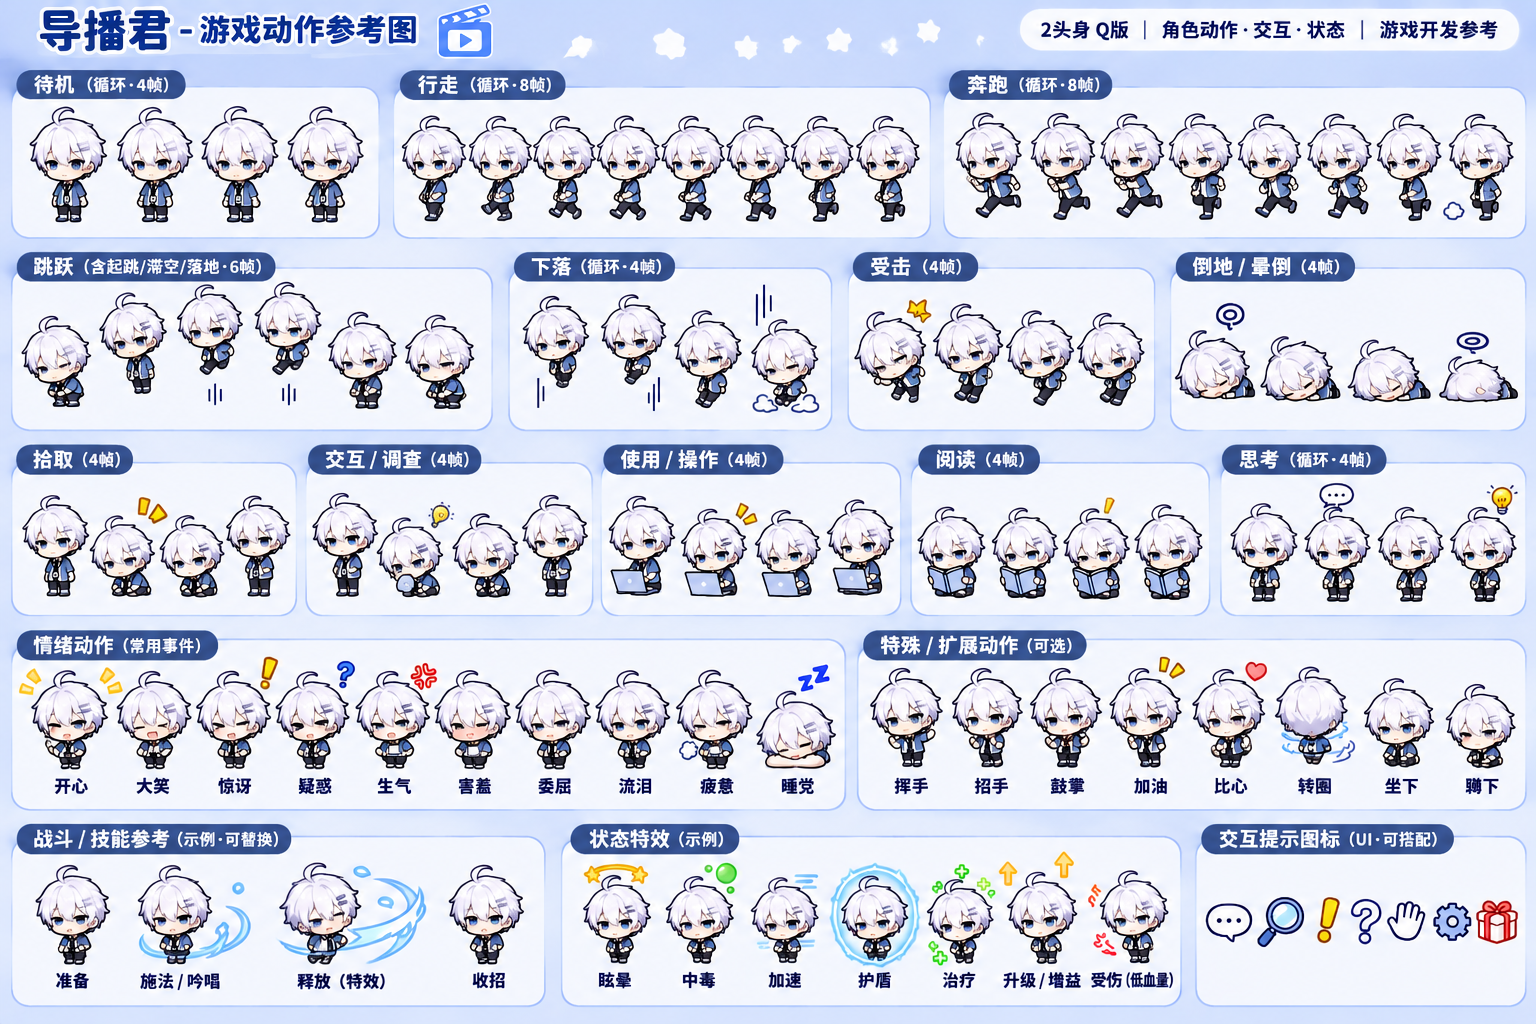 导播君 - 游戏动作参考图
2头身 Q版 | 角色动作 · 交互 · 状态 | 游戏开发参考
待机（循环 · 4帧）
行走（循环 · 8帧）
奔跑（循环 · 8帧）
跳跃（含起跳/滞空/落地 · 6帧）
下落（循环 · 4帧）
受击（4帧）
倒地 / 晕倒（4帧）
拾取（4帧）
交互 / 调查（4帧）
使用 / 操作（4帧）
阅读（4帧）
思考（循环 · 4帧）
情绪动作（常用事件）
zz
开心 大笑 惊讶 疑惑 生气 害羞 委屈 流泪 疲惫
特殊 / 扩展动作（可选）
挥手 招手 鼓掌 加油 比心 转圈 坐下
战斗 / 技能参考（示例 · 可替换）
准备 施法 / 吟唱 释放（特效） 收招
状态特效（示例）
眩晕 中毒 加速 护盾 治疗 升级 / 增益 受伤（低血量）
交互提示图标（UI · 可搭配）